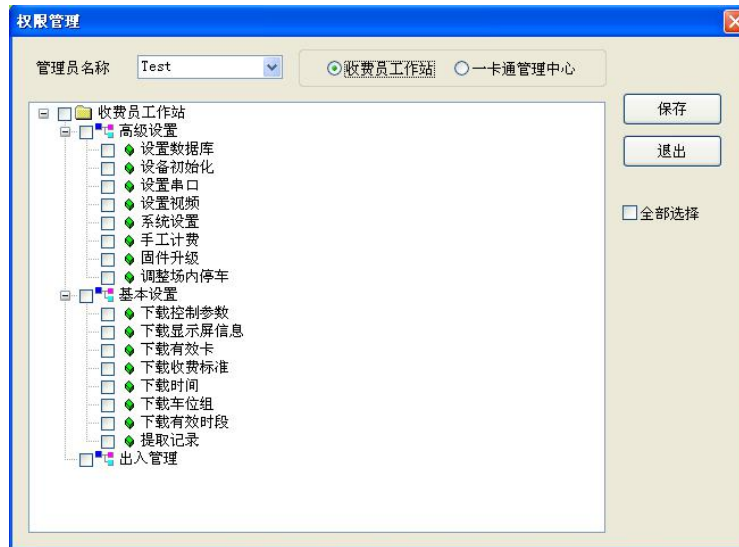 权限管理
管理员名称 Test 收费员工作站 一卡通管理中心
收费员工作站
高级设置
设置数据库
设备初始化
设置串口
设置视频
系统设置
手工计费
固件升级
调整场内停车
基本设置
下载控制参数
下载显示屏信息
下载有效卡
下载收费标准
下载时间
下载车位组
下载有效时段
提取记录
出入管理
保存
退出
全部选择